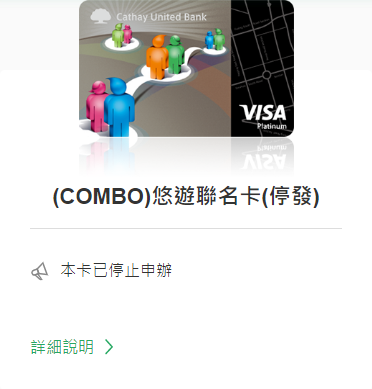 Cathay United Bank
VISA
Platinum
(COMBO)悠遊聯名卡(停發)
本卡已停止申辦
詳細說明